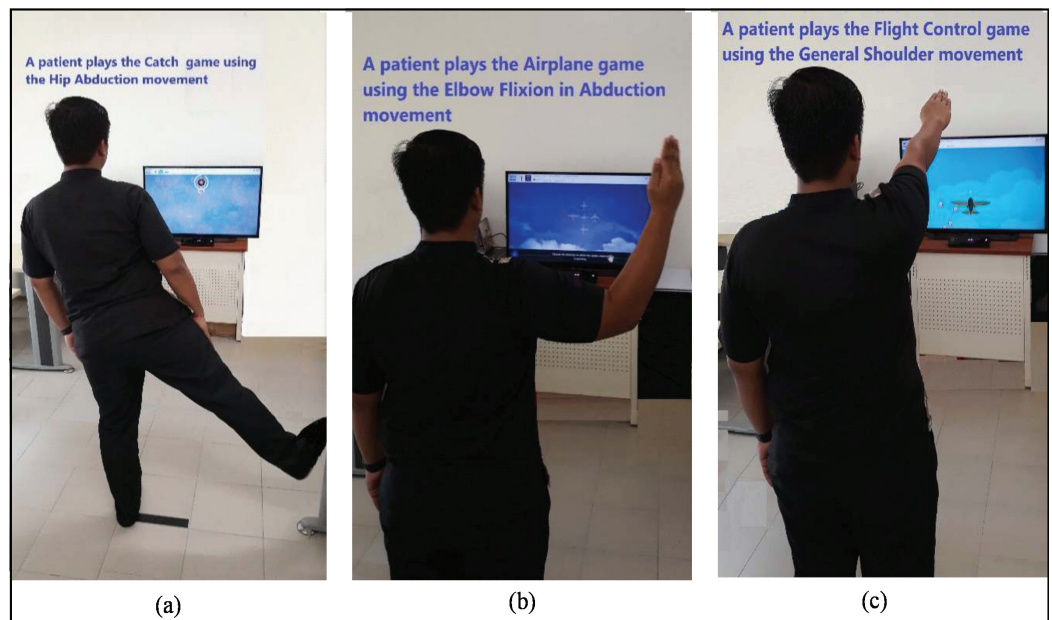 A patient plays the Catch game using
the Hip Abduction movement
A patient plays the Airplane game
using the Elbow Flixion in Abduction
movement
A patient plays the Flight Control game
using the General Shoulder movement
(a)
(b)
(c)